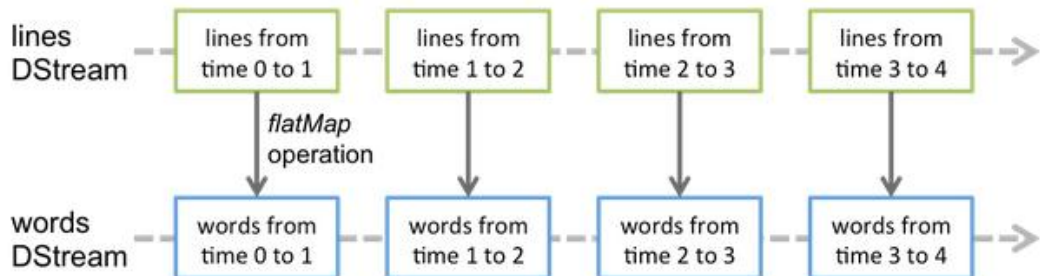 lines
DStream
lines from
time 0 to 1
lines from
time 1 to 2
lines from
time 2 to 3
lines from
time 3 to 4
flatMap
operation
words
DStream
words from
time 0 to 1
words from
time 1 to 2
words from
time 2 to 3
words from
time 3 to 4